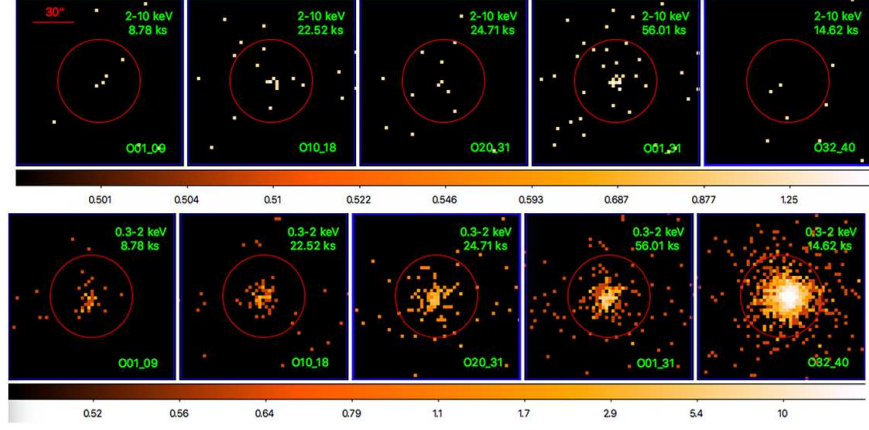 30"
2-10 keV
8.78 ks
O01_09
2-10 keV
22.52 ks
O10_18
2-10 keV
24.71 ks
O20_31
2-10 keV
56.01 ks
O01_31
2-10 keV
14.62 ks
O32_40
0.501 0.504 0.51 0.522 0.546 0.593 0.687 0.877 1.25
0.3-2 keV
8.78 ks
O01_09
0.3-2 keV
22.52 ks
O10_18
0.3-2 keV
24.71 ks
O20_31
0.3-2 keV
56.01 ks
O01_31
0.3-2 keV
14.62 ks
O32_40
0.52 0.56 0.64 0.79 1.1 1.7 2.9 5.4 10